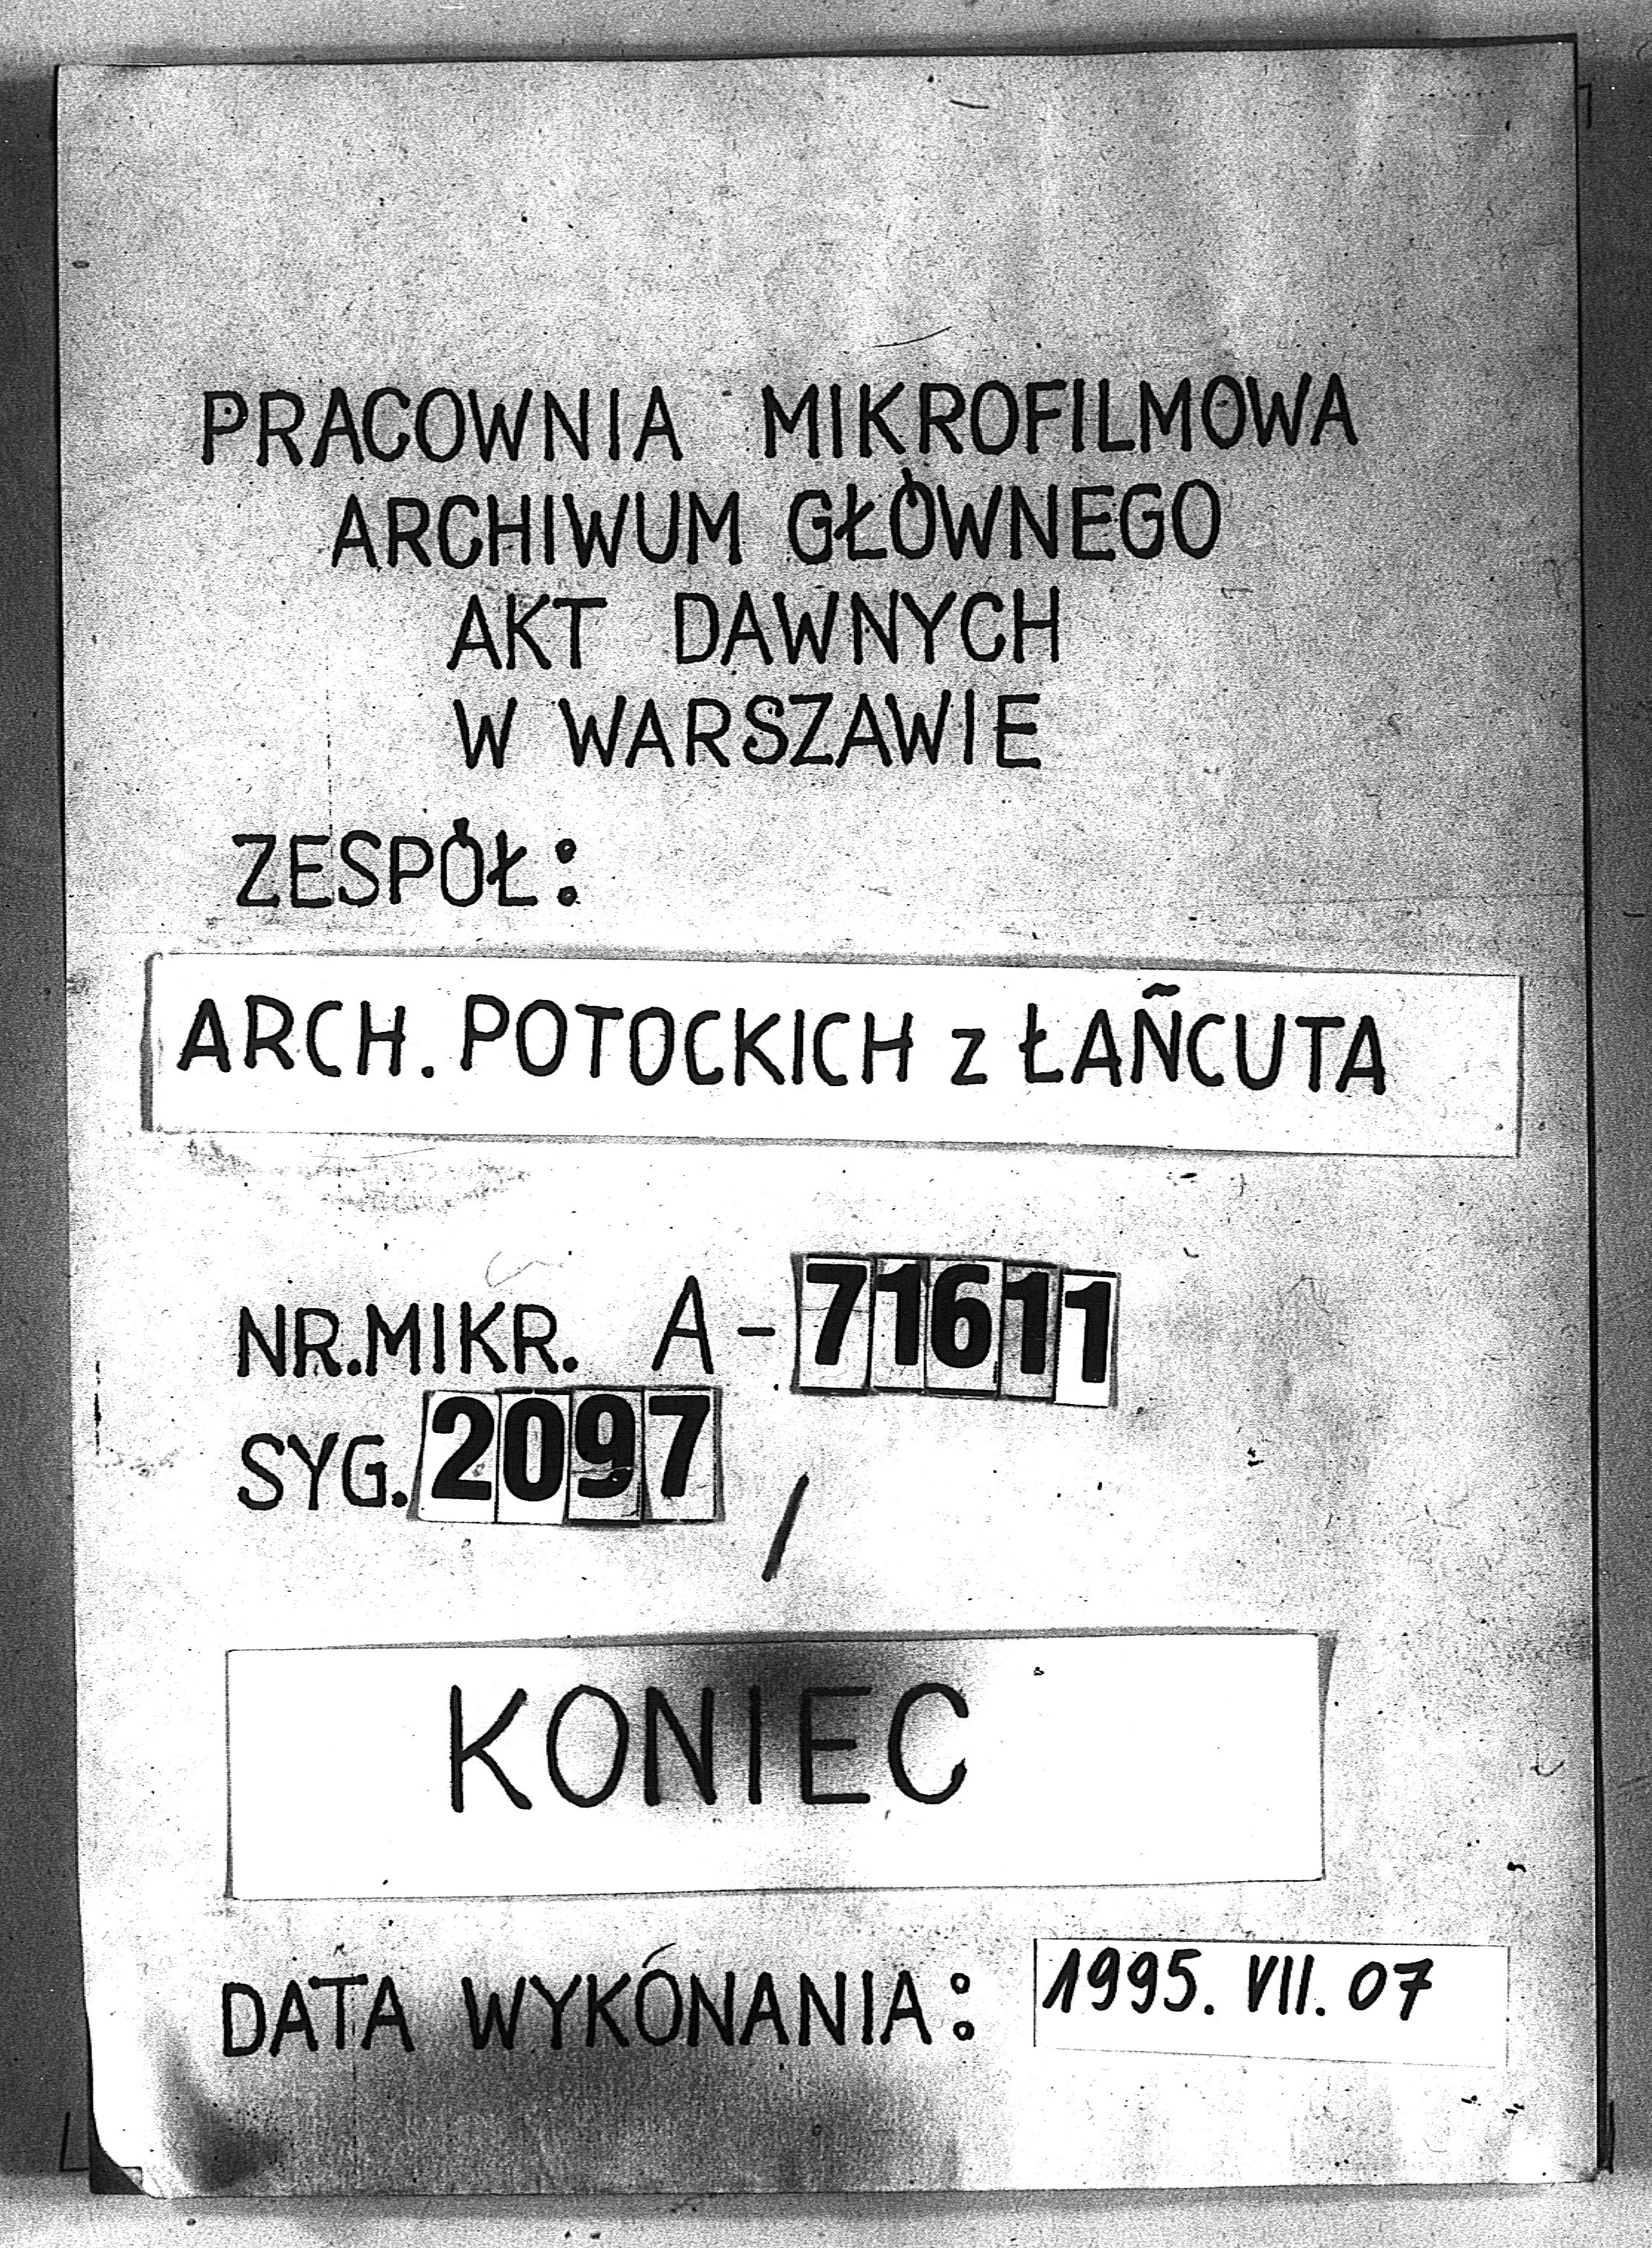 PRACOWNIA MIKROFILMOWA
ARCHIWUM GŁÓWNEGO
AKT DAWNYCH
W WARSZAWIE
ZESPÓŁ:
ARCH. POTOCKICH z ŁAÑCUTA
NR. MIKR. A-71611
SYG. 2097 /
KONIEC
DATA WYKONANIA: 1995. VII. 07